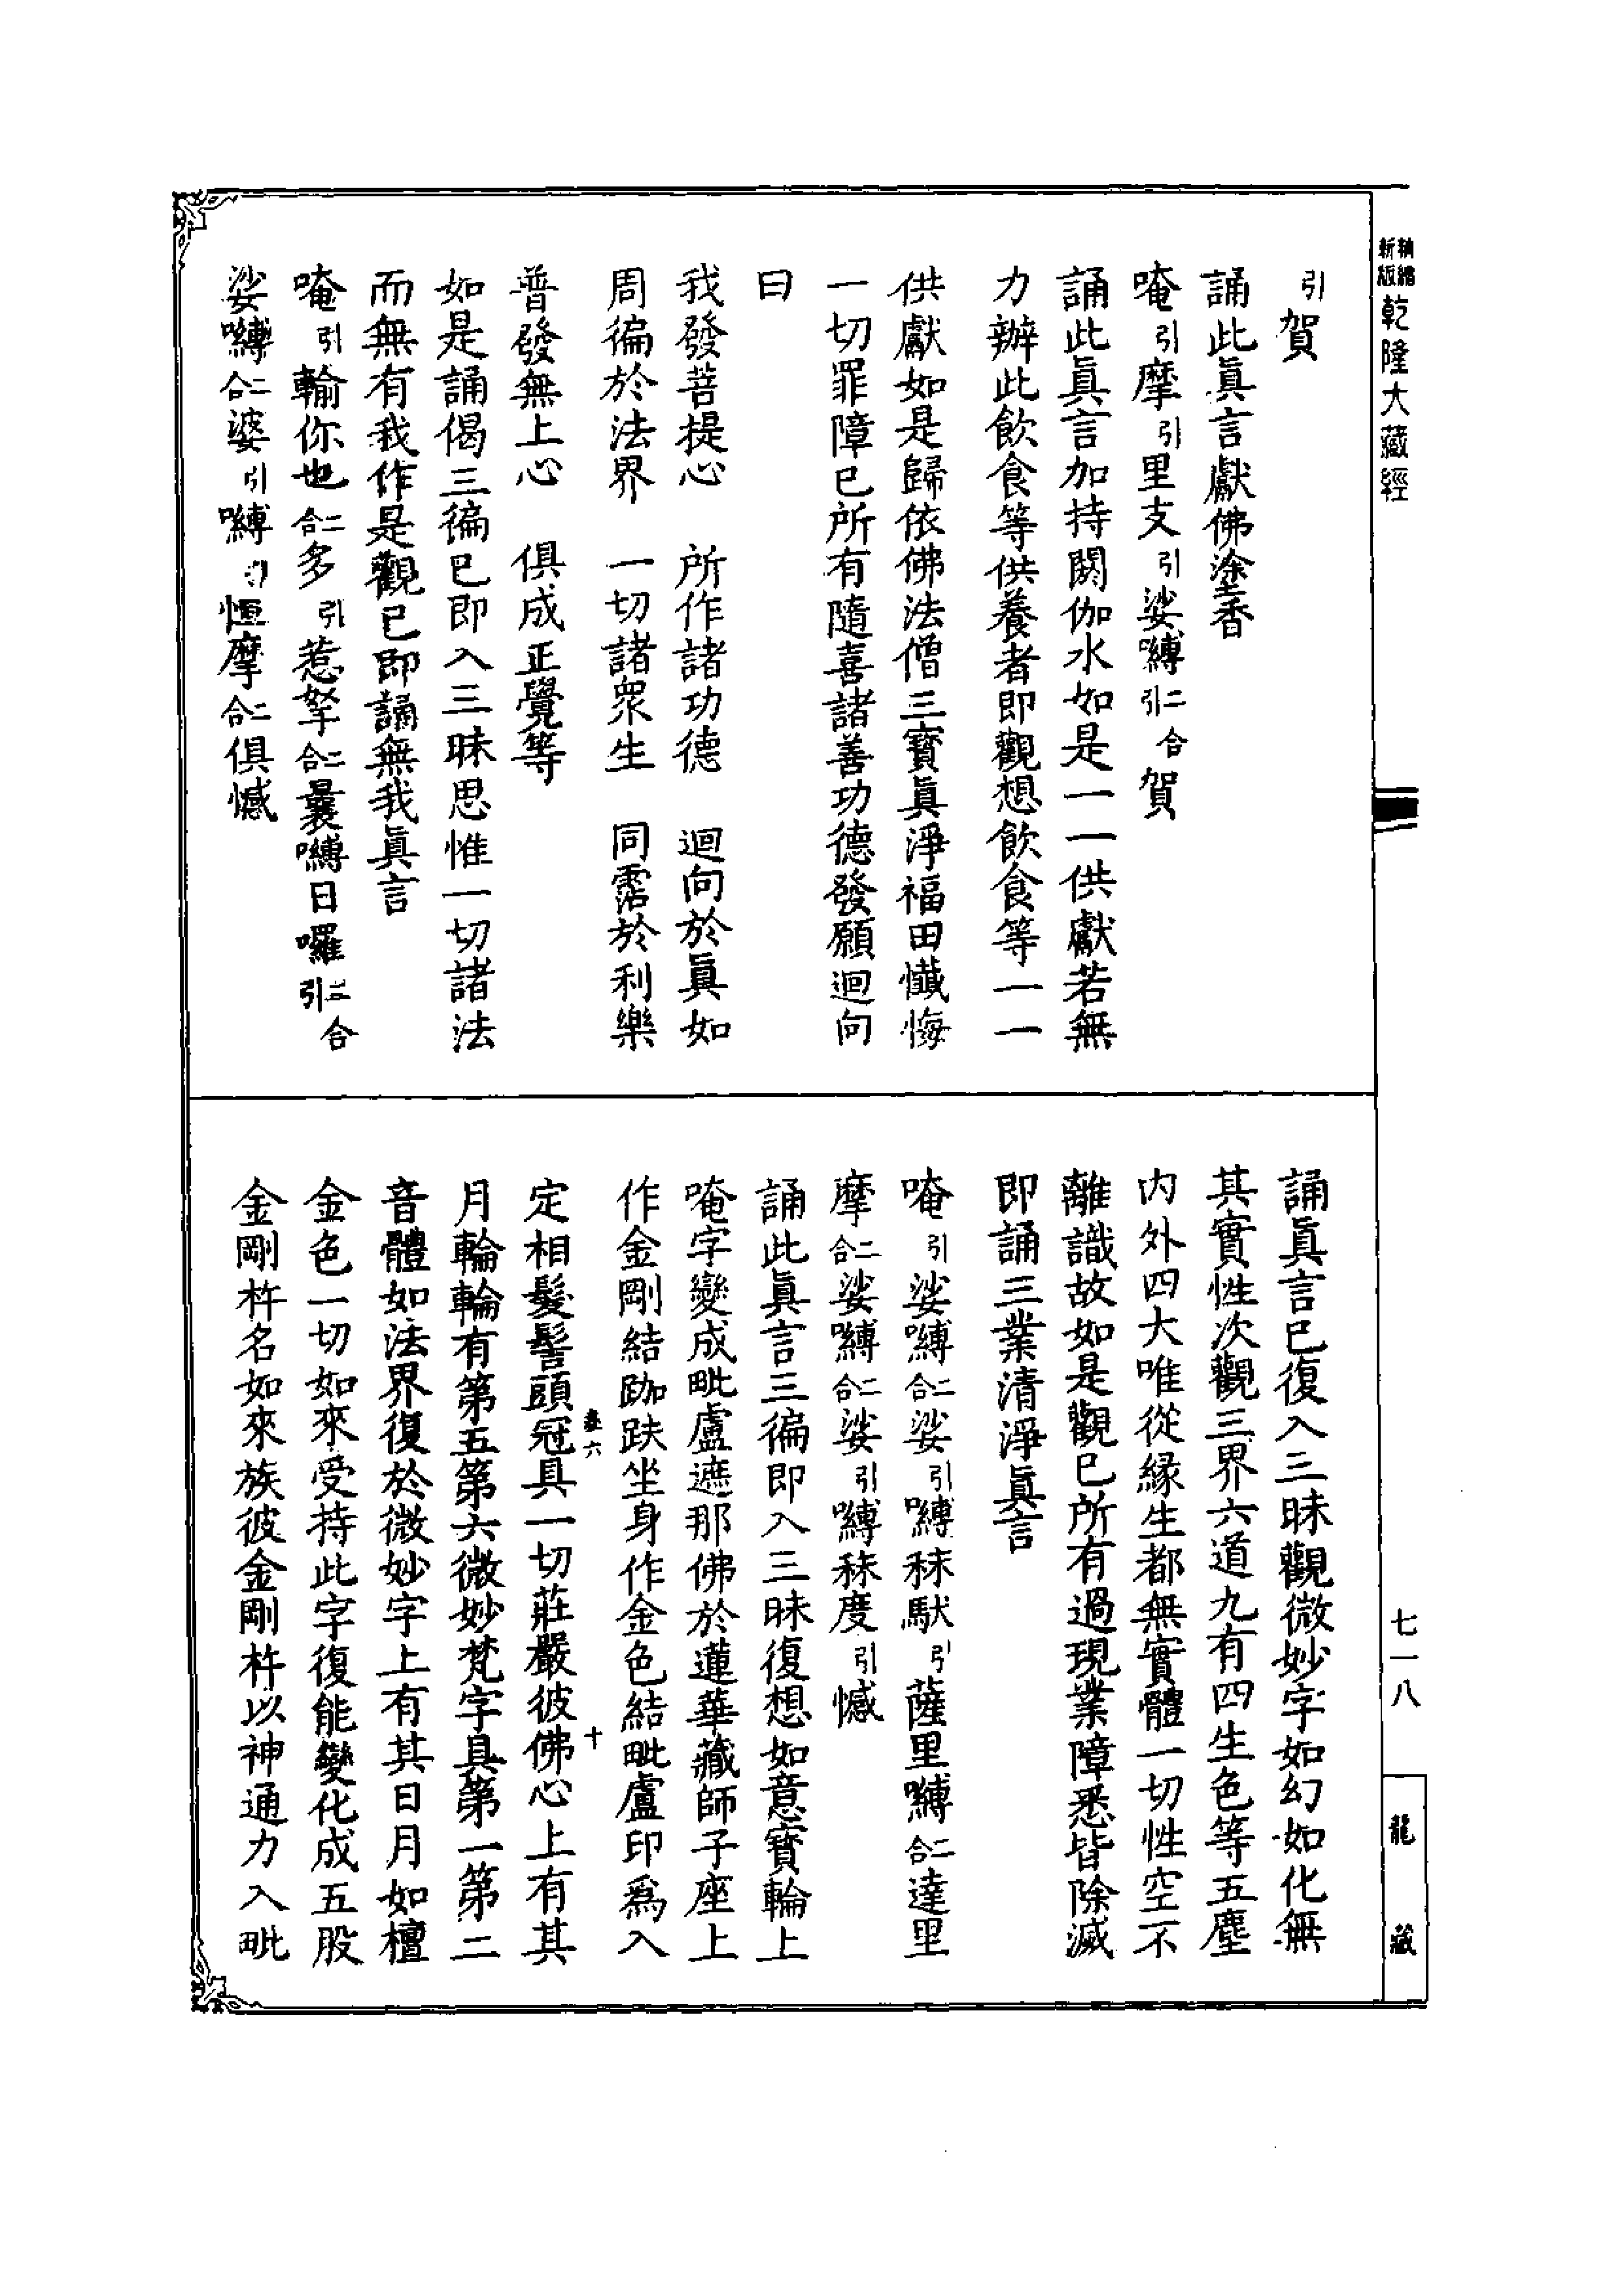 新版
乾隆大藏經
七一八
龍藏
引賀
誦此眞言獻佛塗香
唵引摩引里支引娑嚩二合引賀
誦此眞言加持閼伽水如是一一供獻若無
力辦此飲食等供養者即觀想飲食等一一
供獻如是歸依佛法僧三寶眞淨福田懺悔
一切罪障已所有隨喜諸善功德發願迴向
曰
我發菩提心　所作諸功德　迴向於眞如
周徧於法界　一切諸衆生　同霑於利樂
普發無上心　俱成正覺等
如是誦偈三徧已即入三昧思惟一切諸法
而無有我作是觀已即誦無我眞言
唵引輸你也二合多引惹拏二合曩嚩日囉二合引
娑嚩二合婆引嚩引怛摩二合俱憾
誦眞言已復入三昧觀微妙字如幻如化無
其實性次觀三界六道九有四生色等五塵
内外四大唯從縁生都無實體一切性空不
離識故如是觀已所有過現業障悉皆除滅
即誦三業清淨眞言
唵引娑嚩二合娑引嚩秣馱引薩里嚩二合達里
摩二合娑嚩二合娑引嚩秣度引憾
誦此眞言三徧即入三昧復想如意寶輪上
唵字變成毗盧遮那佛於蓮華藏師子座上
作金剛結跏趺坐身作金色結毗盧印爲入
卷六　十
定相髮髻頭冠具一切莊嚴彼佛心上有其
月輪輪有第五第六微妙梵字具第一第二
音體如法界復於微妙字上有其日月如檀
金色一切如來受持此字復能變化成五股
金剛杵名如來族彼金剛杵以神通力入毗